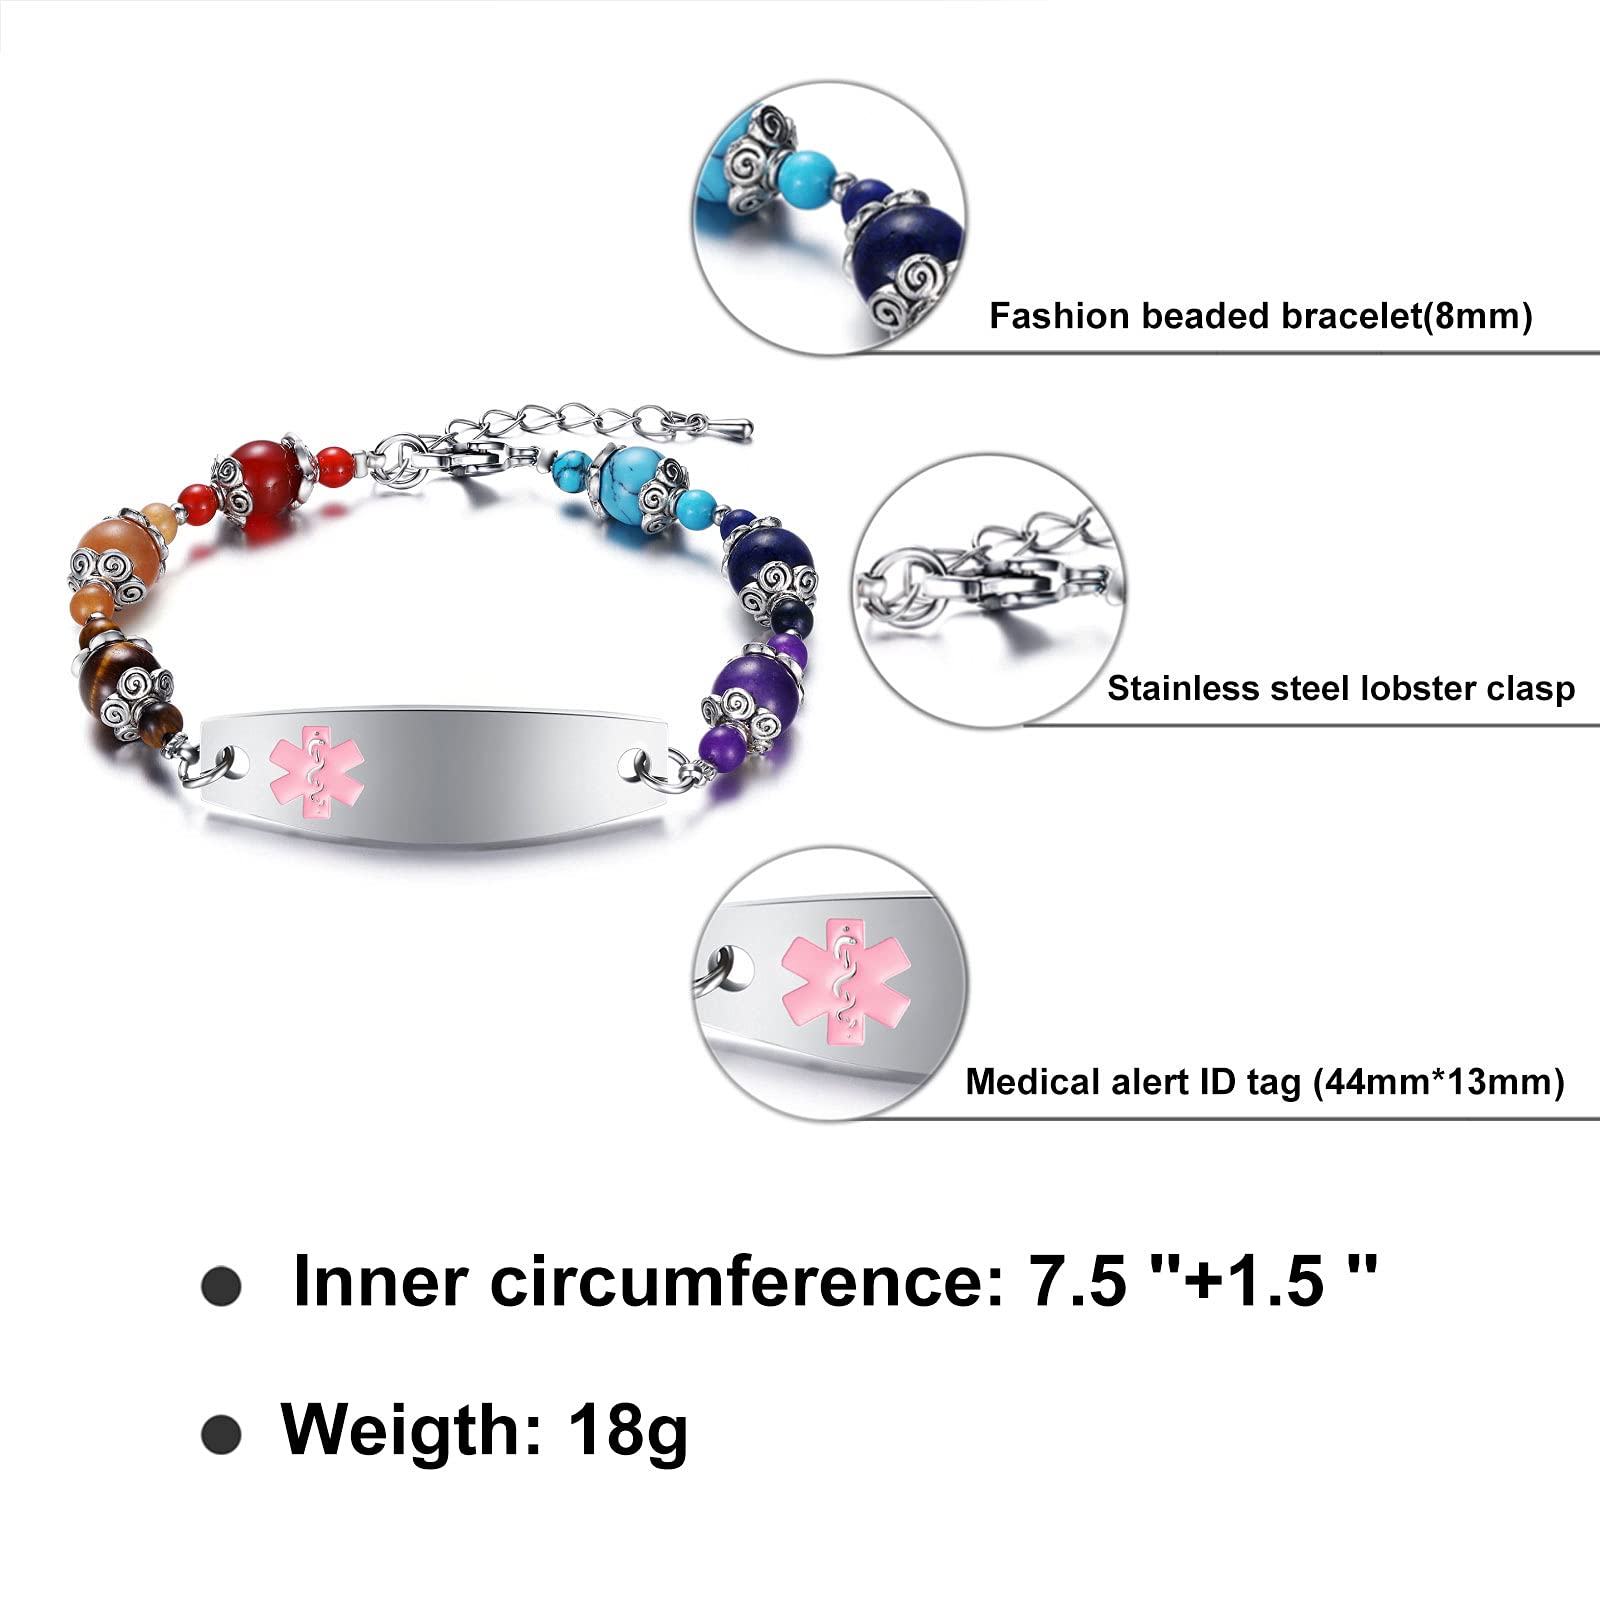 Fashion beaded bracelet(8mm)
Stainless steel lobster clasp
Medical alert ID tag (44mm*13mm)
Inner circumference: 7.5 "+1.5 "
Weigth: 18g